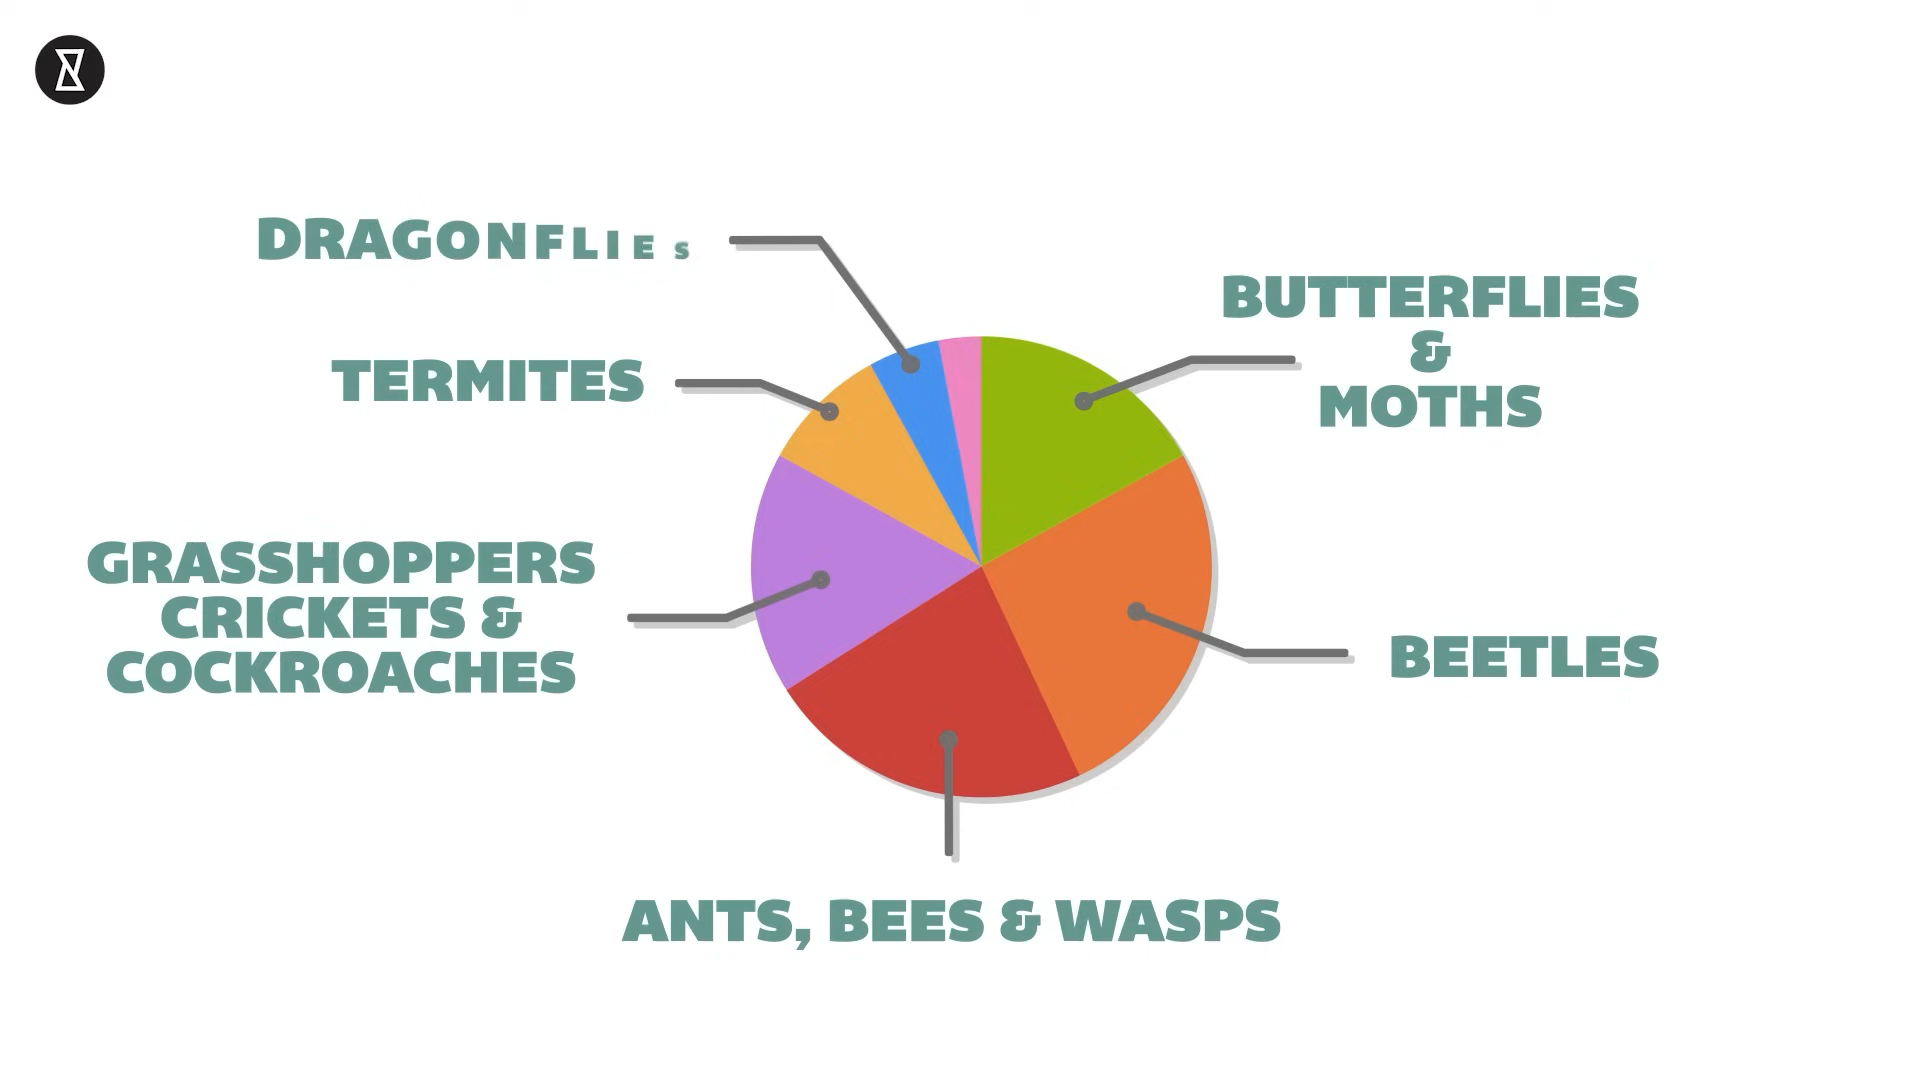 DRAGONFLIES
BUTTERFLIES
&
MOTHS
TERMITES
GRASSHOPPERS
CRICKETS &
COCKROACHES
BEETLES
ANTS, BEES & WASPS